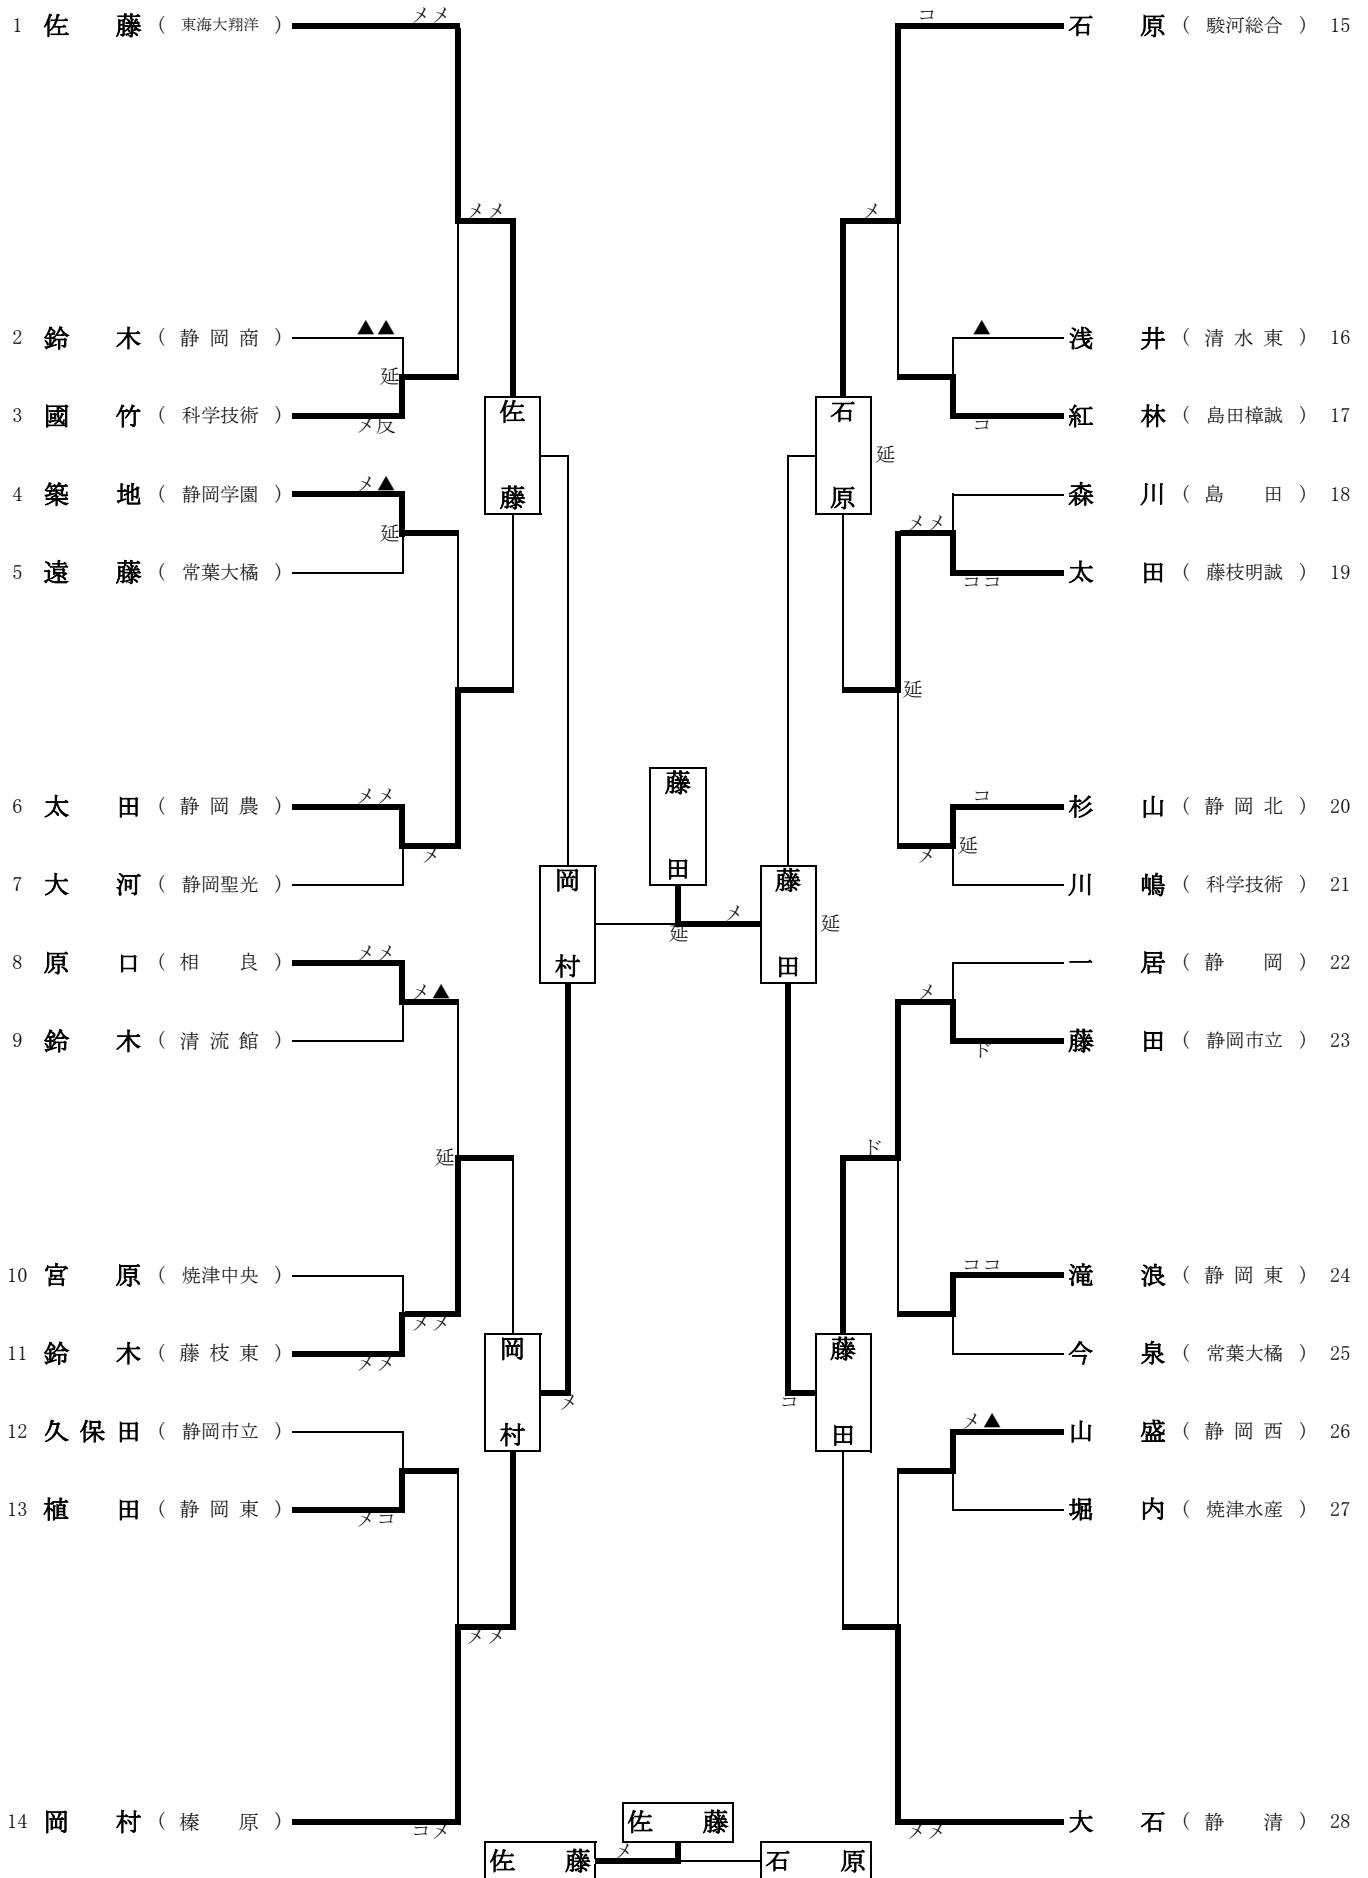 メメ
1 佐 藤 ( 東海大翔洋 )
コ
石 原 ( 駿河総合 ) 15
メメ
メ
▲▲
2 鈴 木 ( 静 岡 商 )
延
3 國 竹 ( 科学技術 )
メ反
▲
浅 井 ( 清 水 東 ) 16
紅 林 ( 島田樟誠 ) 17
コ
佐 藤
石 原
延
メ▲
4 築 地 ( 静岡学園 )
延
5 遠 藤 ( 常葉大橘 )
森 川 ( 島 田 ) 18
メメ
太 田 ( 藤枝明誠 ) 19
ココ
延
メメ
6 太 田 ( 静 岡 農 )
メ
7 大 河 ( 静岡聖光 )
コ
杉 山 ( 静 岡 北 ) 20
延
メ
川 嶋 ( 科学技術 ) 21
藤 田
岡 村
メ
延
藤 田
延
メメ
8 原 口 ( 相 良 )
メ▲
9 鈴 木 ( 清 流 館 )
一 居 ( 静 岡 ) 22
メ
藤 田 ( 静岡市立 ) 23
ド
延
ド
10 宮 原 ( 焼津中央 )
メメ
11 鈴 木 ( 藤 枝 東 )
メメ
ココ
滝 浪 ( 静 岡 東 ) 24
今 泉 ( 常葉大橘 ) 25
岡 村
メ
藤 田
コ
12 久 保 田 ( 静岡市立 )
13 植 田 ( 静 岡 東 )
メコ
メ▲
山 盛 ( 静 岡 西 ) 26
堀 内 ( 焼津水産 ) 27
メメ
14 岡 村 ( 榛 原 )
コメ
大 石 ( 静 清 ) 28
メメ
佐 藤
佐 藤
メ
石 原